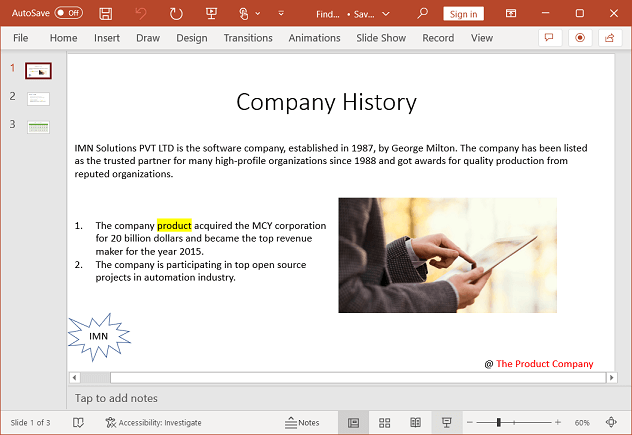 AutoSave Off Find... • Sav... Sign in
File Home Insert Draw Design Transitions Animations Slide Show Record View
1
2
3
Company History
IMN Solutions PVT LTD is the software company, established in 1987, by George Milton. The company has been listed
as the trusted partner for many high-profile organizations since 1988 and got awards for quality production from
reputed organizations.
1. The company product acquired the MCY corporation
for 20 billion dollars and became the top revenue
maker for the year 2015.
2. The company is participating in top open source
projects in automation industry.
IMN
@ The Product Company
Tap to add notes
Slide 1 of 3 Accessibility: Investigate Notes 60%